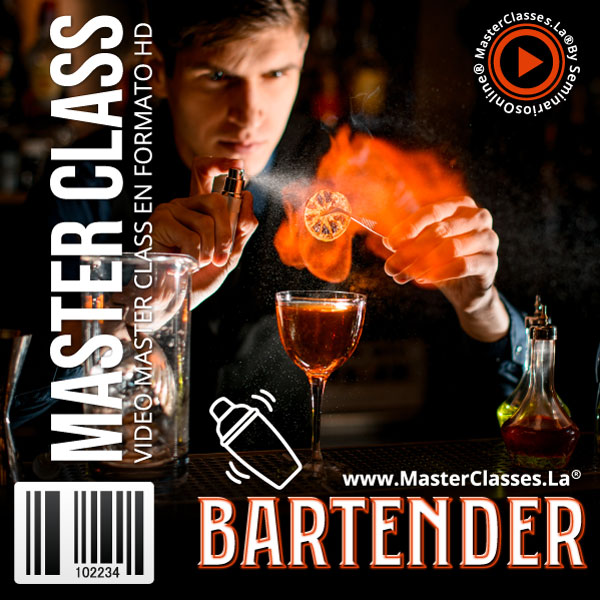 MASTER CLASS
VIDEO MASTER CLASS EN FORMATO HD
MasterClasses.La® By SeminariosOnline®
www.MasterClasses.La®
BARTENDER
102234